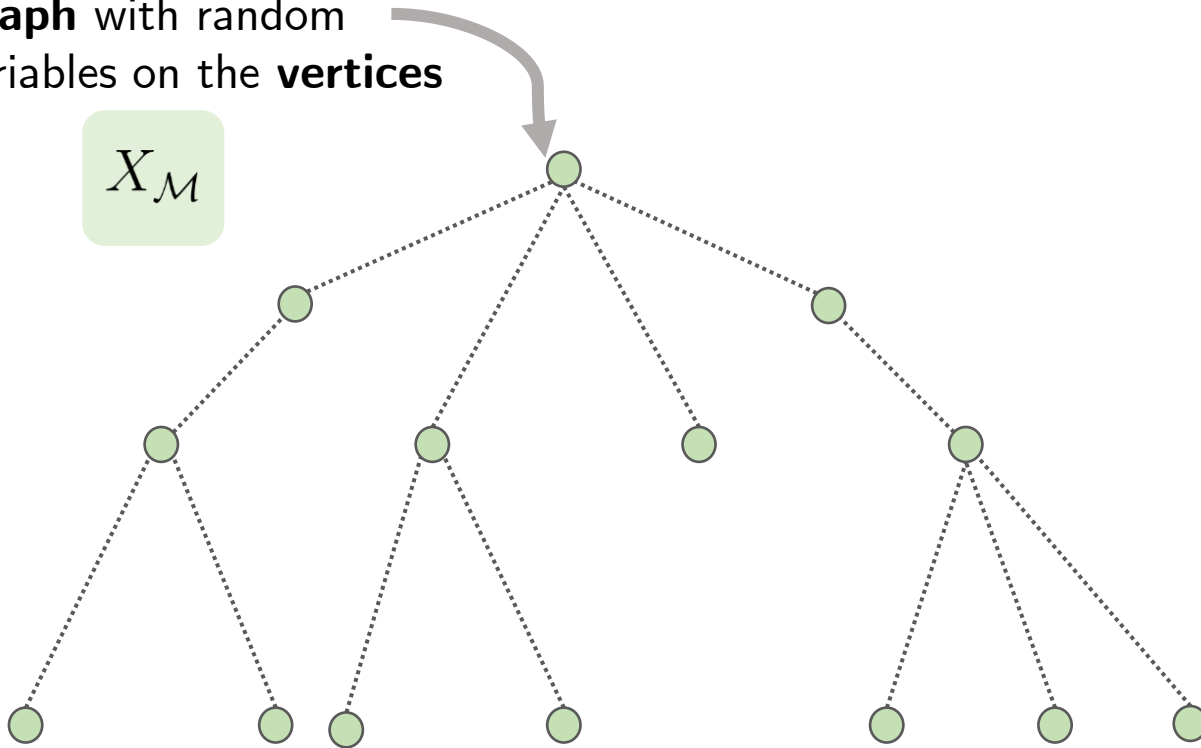 aph with random
riables on the vertices
X_ℳ